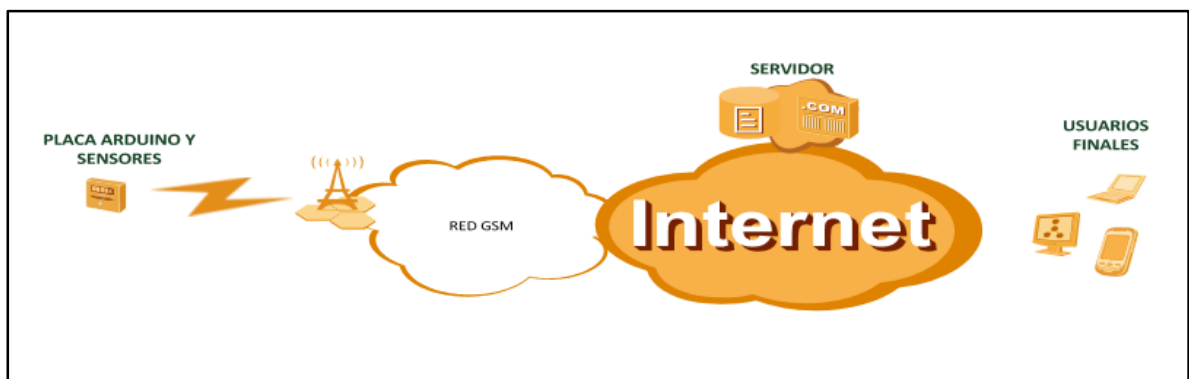 PLACA ARDUINO Y
SENSORES
RED GSM
SERVIDOR
.COM
Internet
USUARIOS
FINALES